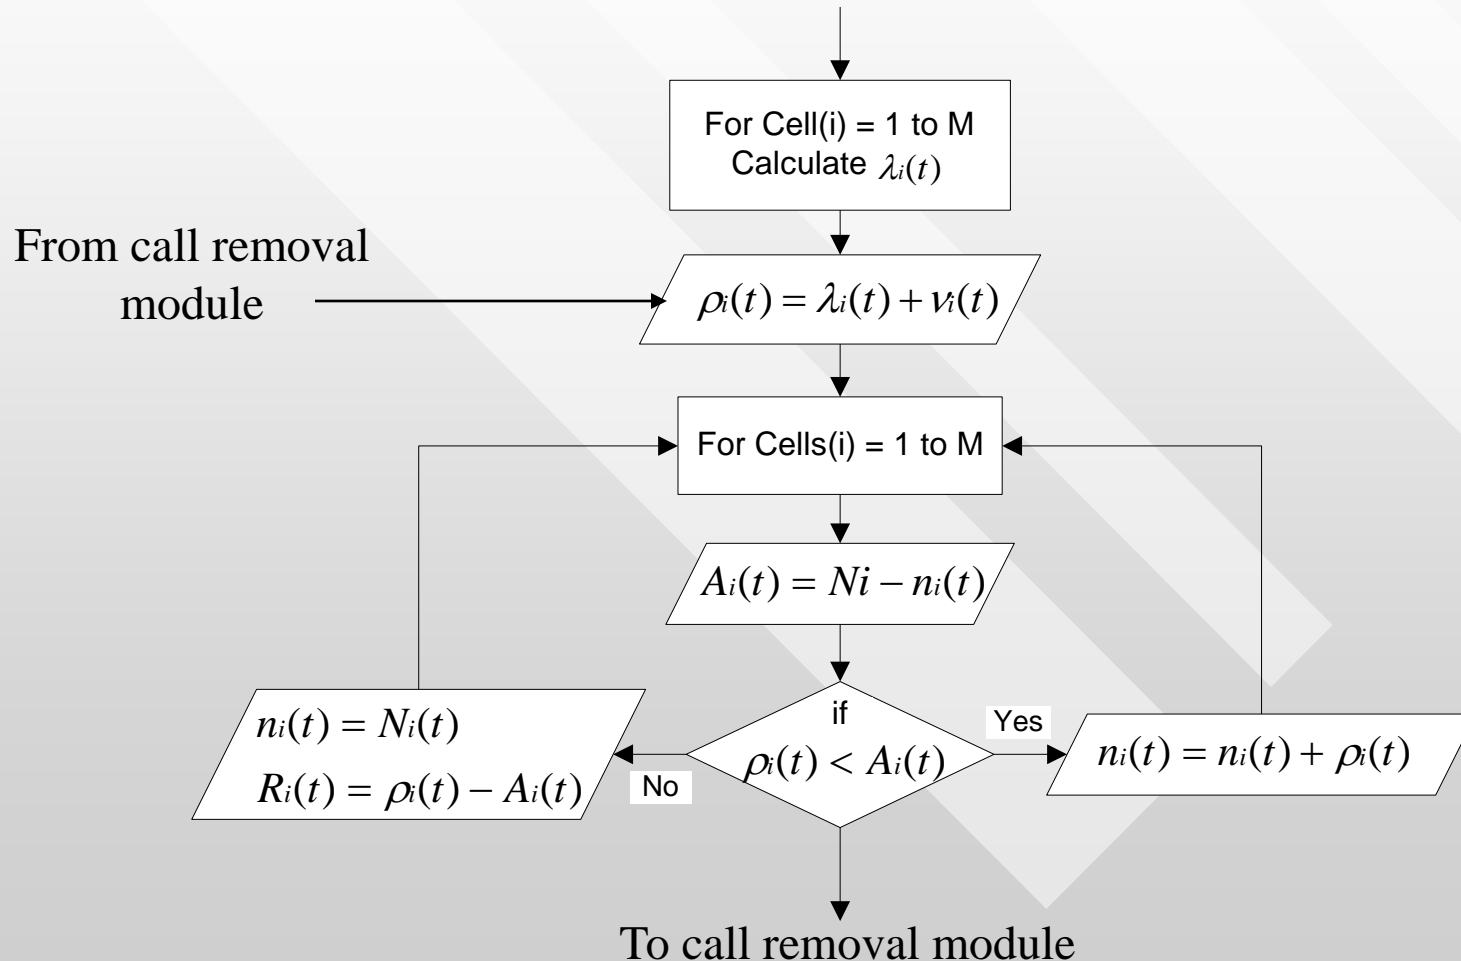 For Cell(i) = 1 to M
Calculate λi(t)
From call removal
module
ρi(t) = λi(t) + νi(t)
For Cells(i) = 1 to M
Ai(t) = Ni − ni(t)
if
ρi(t) < Ai(t)
Yes
No
ni(t) = Ni(t)
Ri(t) = ρi(t) − Ai(t)
ni(t) = ni(t) + ρi(t)
To call removal module